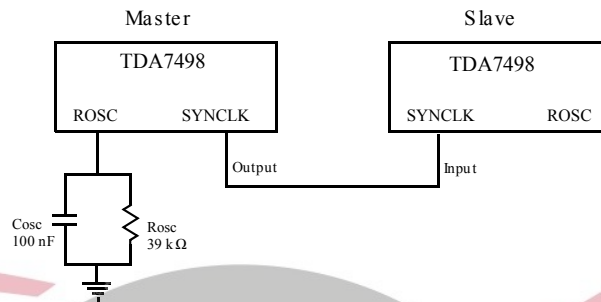 Master
Slave
TDA7498
TDA7498
ROSC
SYNCLK
SYNCLK
ROSC
Output
Input
Cosc
100 nF
Rosc
39 kΩ